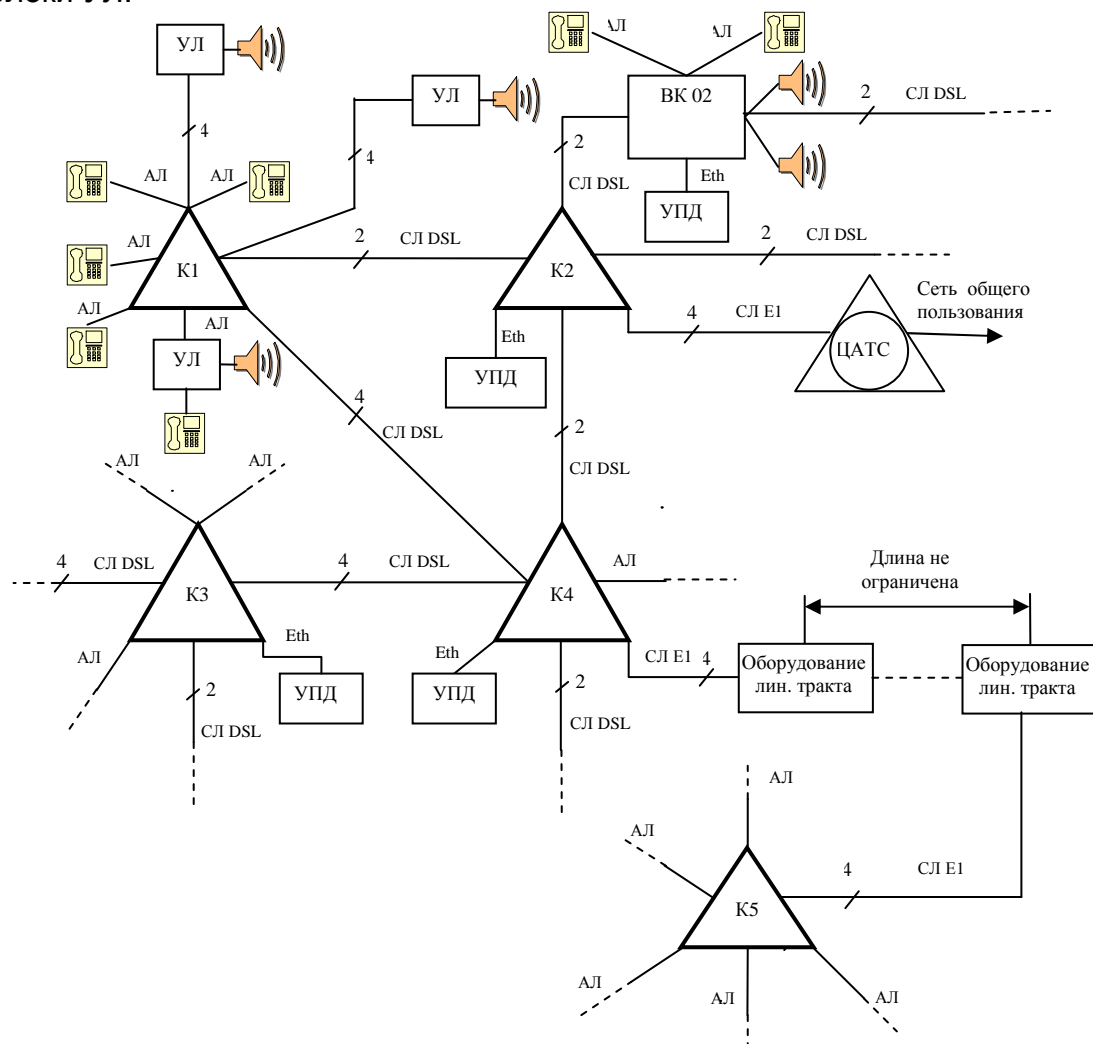 УЛ
АЛ
АЛ
ВК 02
2
СЛ DSL
УЛ
4
4
2
Eth
СЛ DSL
УПД
АЛ
АЛ
АЛ
К1
2
СЛ DSL
К2
2
СЛ DSL
Сеть общего
пользования
АЛ
АЛ
УЛ
4
СЛ E1
ЦАТС
Eth
УПД
4
СЛ DSL
2
СЛ DSL
АЛ
АЛ
4
СЛ DSL
К3
4
СЛ DSL
К4
АЛ
Длина не
ограничена
АЛ
Eth
УПД
2
СЛ DSL
Eth
УПД
2
СЛ DSL
СЛ E1
4
Оборудование
лин. тракта
Оборудование
лин. тракта
АЛ
АЛ
К5
4
СЛ E1
АЛ
АЛ
АЛ